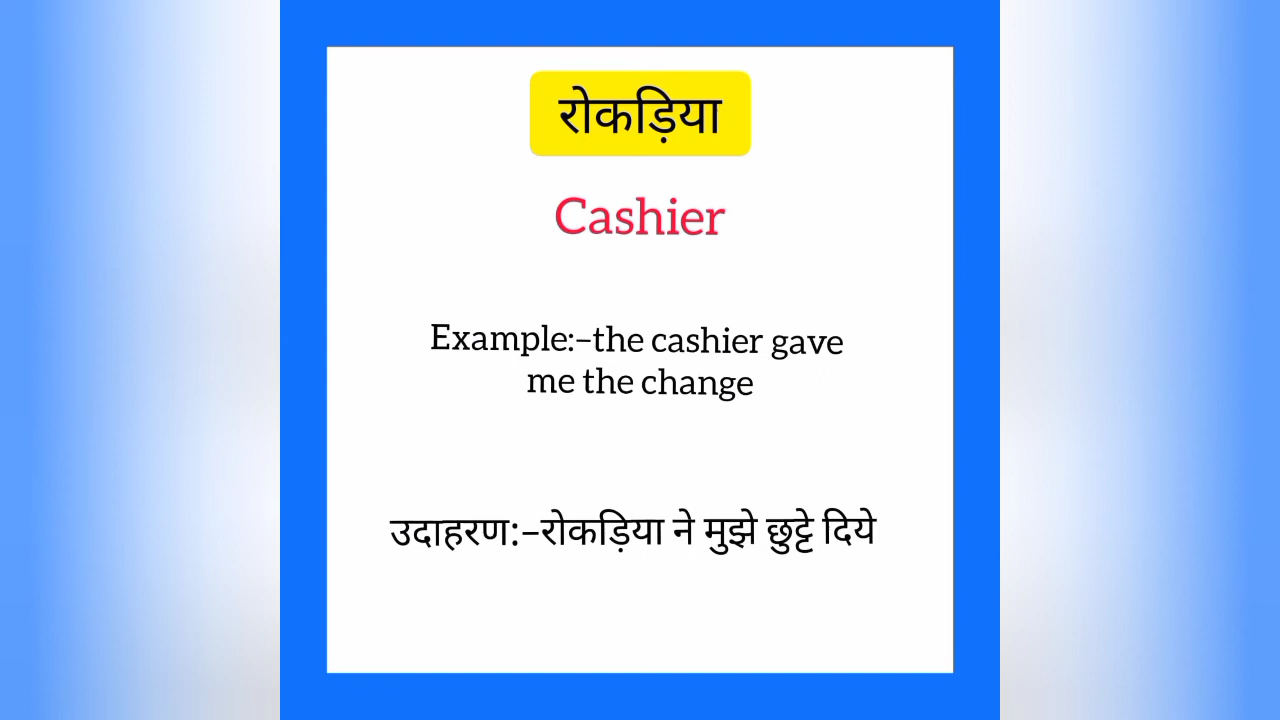 रोकड़िया
Cashier
Example:–the cashier gave
me the change
उदाहरण:–रोकड़िया ने मुझे छुट्टे दिये